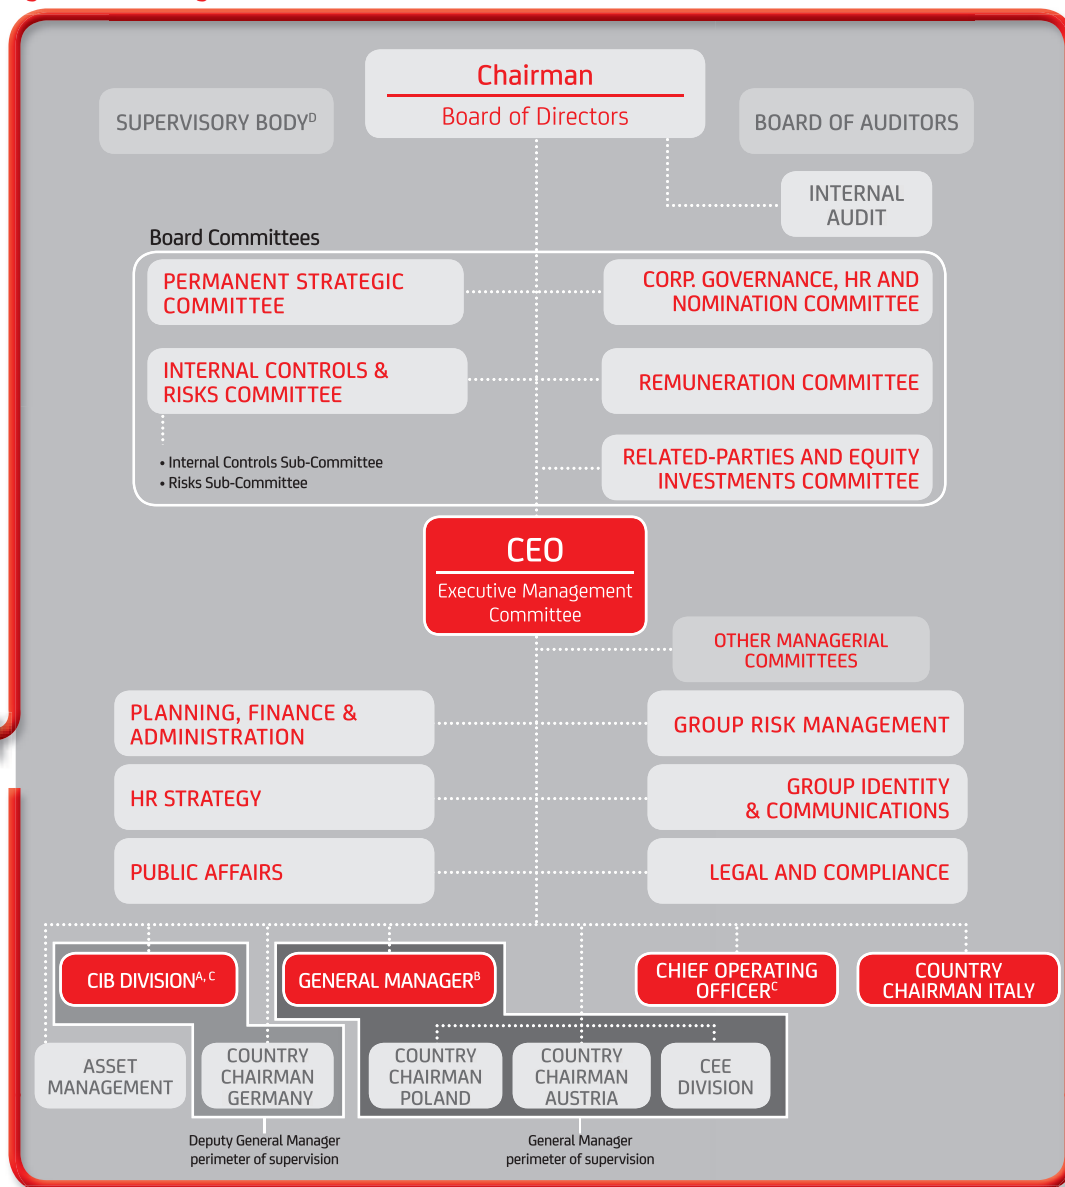 Chairman
Board of Directors
SUPERVISORY BODYD
BOARD OF AUDITORS
INTERNAL
AUDIT
Board Committees
PERMANENT STRATEGIC
COMMITTEE
CORP. GOVERNANCE, HR AND
NOMINATION COMMITTEE
INTERNAL CONTROLS &
RISKS COMMITTEE
REMUNERATION COMMITTEE
• Internal Controls Sub-Committee
• Risks Sub-Committee
RELATED-PARTIES AND EQUITY
INVESTMENTS COMMITTEE
CEO
Executive Management
Committee
OTHER MANAGERIAL
COMMITTEES
PLANNING, FINANCE &
ADMINISTRATION
GROUP RISK MANAGEMENT
HR STRATEGY
GROUP IDENTITY
& COMMUNICATIONS
PUBLIC AFFAIRS
LEGAL AND COMPLIANCE
CIB DIVISIONA, C
GENERAL MANAGERB
CHIEF OPERATING
OFFICERC
COUNTRY
CHAIRMAN ITALY
ASSET
MANAGEMENT
COUNTRY
CHAIRMAN
GERMANY
COUNTRY
CHAIRMAN
POLAND
COUNTRY
CHAIRMAN
AUSTRIA
CEE
DIVISION
Deputy General Manager
perimeter of supervision
General Manager
perimeter of supervision